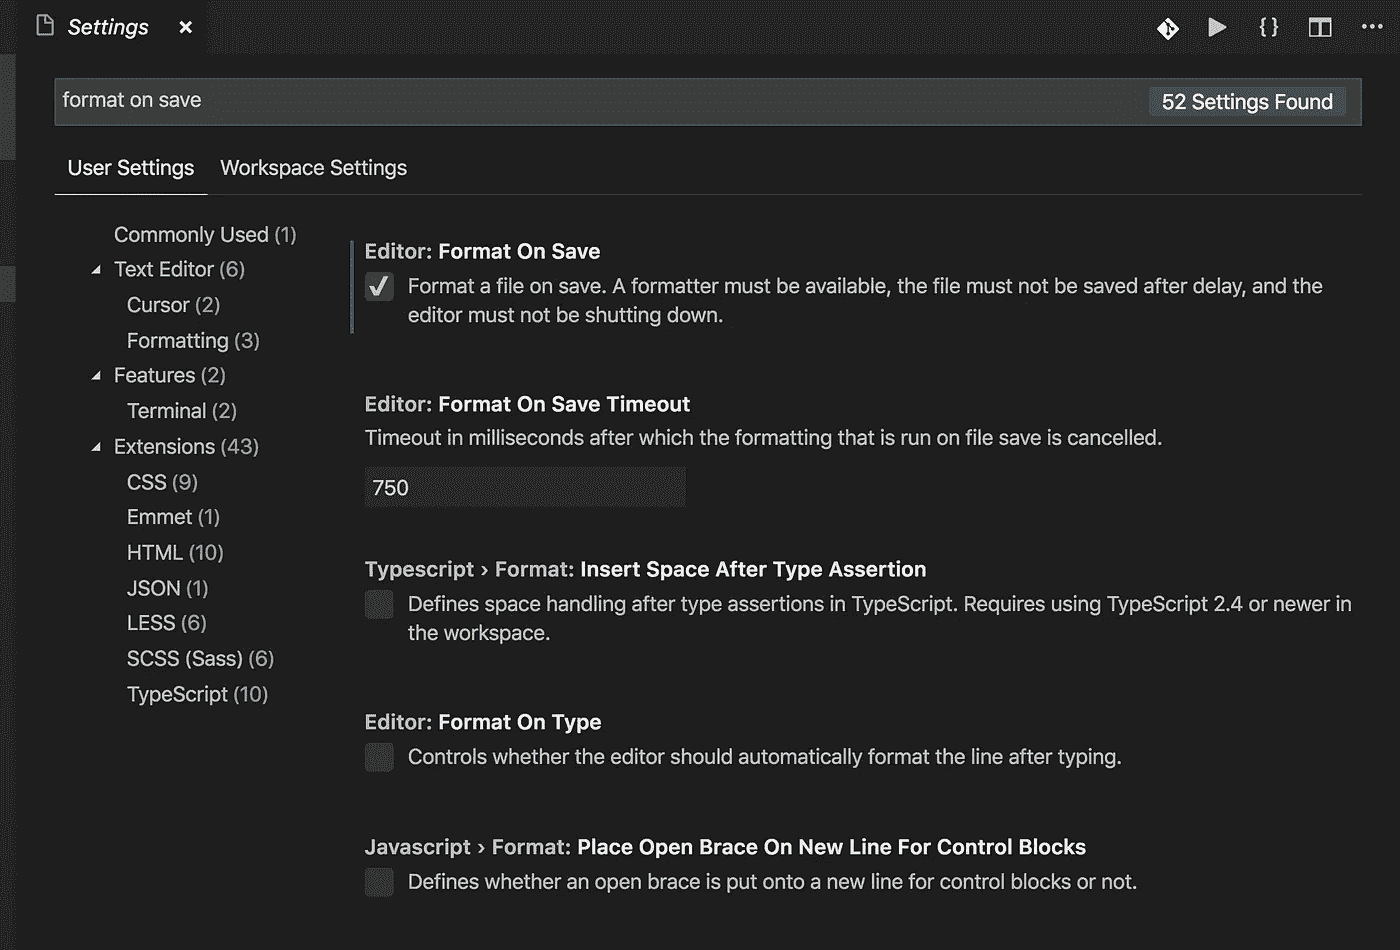 Settings
format on save
52 Settings Found
User Settings
Workspace Settings
Commonly Used (1)
Text Editor (6)
Cursor (2)
Formatting (3)
Features (2)
Terminal (2)
Extensions (43)
CSS (9)
Emmet (1)
HTML (10)
JSON (1)
LESS (6)
SCSS (Sass) (6)
TypeScript (10)
Editor: Format On Save
Format a file on save. A formatter must be available, the file must not be saved after delay, and the
editor must not be shutting down.
Editor: Format On Save Timeout
Timeout in milliseconds after which the formatting that is run on file save is cancelled.
750
Typescript › Format: Insert Space After Type Assertion
Defines space handling after type assertions in TypeScript. Requires using TypeScript 2.4 or newer in
the workspace.
Editor: Format On Type
Controls whether the editor should automatically format the line after typing.
Javascript › Format: Place Open Brace On New Line For Control Blocks
Defines whether an open brace is put onto a new line for control blocks or not.